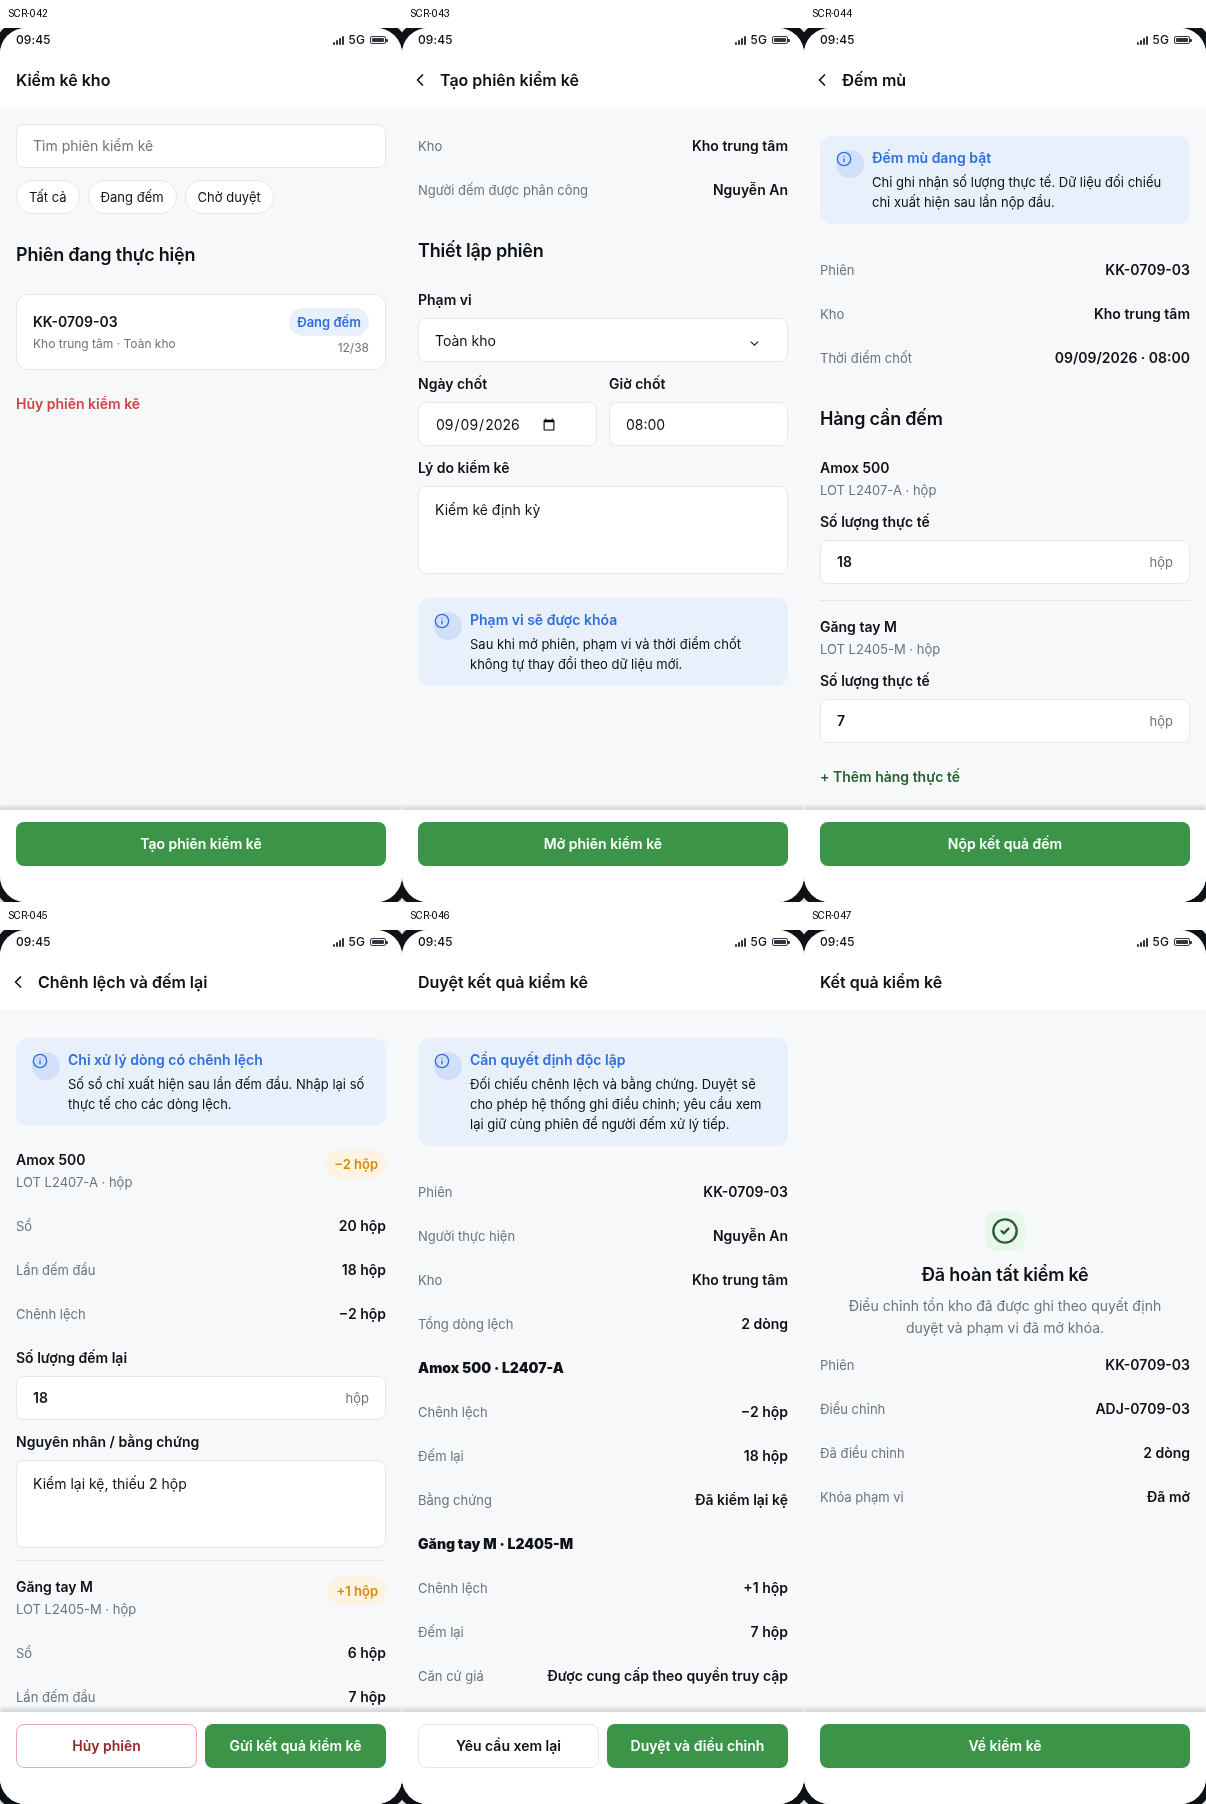 SCR-042
09:45
5G
Kiểm kê kho
Tìm phiên kiểm kê
Tất cả
Đang đếm
Chờ duyệt
Phiên đang thực hiện
KK-0709-03
Đang đếm
Kho trung tâm · Toàn kho
12/38
Hủy phiên kiểm kê
Tạo phiên kiểm kê
SCR-043
09:45
5G
Tạo phiên kiểm kê
Kho
Kho trung tâm
Người đếm được phân công
Nguyễn An
Thiết lập phiên
Phạm vi
Toàn kho
Ngày chốt
Giờ chốt
09/09/2026
08:00
Lý do kiểm kê
Kiểm kê định kỳ
Phạm vi sẽ được khóa
Sau khi mở phiên, phạm vi và thời điểm chốt
không tự thay đổi theo dữ liệu mới.
Mở phiên kiểm kê
SCR-044
09:45
5G
Đếm mù
Đếm mù đang bật
Chỉ ghi nhận số lượng thực tế. Dữ liệu đối chiếu
chỉ xuất hiện sau lần nộp đầu.
Phiên
KK-0709-03
Kho
Kho trung tâm
Thời điểm chốt
09/09/2026 · 08:00
Hàng cần đếm
Amox 500
LOT L2407-A · hộp
Số lượng thực tế
18
hộp
Găng tay M
LOT L2405-M · hộp
Số lượng thực tế
7
hộp
+ Thêm hàng thực tế
Nộp kết quả đếm
SCR-045
09:45
5G
Chênh lệch và đếm lại
Chỉ xử lý dòng có chênh lệch
Số sổ chỉ xuất hiện sau lần đếm đầu. Nhập lại số
thực tế cho các dòng lệch.
Amox 500
−2 hộp
LOT L2407-A · hộp
Sổ
20 hộp
Lần đếm đầu
18 hộp
Chênh lệch
−2 hộp
Số lượng đếm lại
18
hộp
Nguyên nhân / bằng chứng
Kiểm lại kệ, thiếu 2 hộp
Găng tay M
+1 hộp
LOT L2405-M · hộp
Sổ
6 hộp
Lần đếm đầu
7 hộp
Hủy phiên
Gửi kết quả kiểm kê
SCR-046
09:45
5G
Duyệt kết quả kiểm kê
Cần quyết định độc lập
Đối chiếu chênh lệch và bằng chứng. Duyệt sẽ
cho phép hệ thống ghi điều chỉnh; yêu cầu xem
lại giữ cùng phiên để người đếm xử lý tiếp.
Phiên
KK-0709-03
Người thực hiện
Nguyễn An
Kho
Kho trung tâm
Tổng dòng lệch
2 dòng
Amox 500 · L2407-A
Chênh lệch
−2 hộp
Đếm lại
18 hộp
Bằng chứng
Đã kiểm lại kệ
Găng tay M · L2405-M
Chênh lệch
+1 hộp
Đếm lại
7 hộp
Căn cứ giá
Được cung cấp theo quyền truy cập
Yêu cầu xem lại
Duyệt và điều chỉnh
SCR-047
09:45
5G
Kết quả kiểm kê
Đã hoàn tất kiểm kê
Điều chỉnh tồn kho đã được ghi theo quyết định
duyệt và phạm vi đã mở khóa.
Phiên
KK-0709-03
Điều chỉnh
ADJ-0709-03
Đã điều chỉnh
2 dòng
Khóa phạm vi
Đã mở
Về kiểm kê